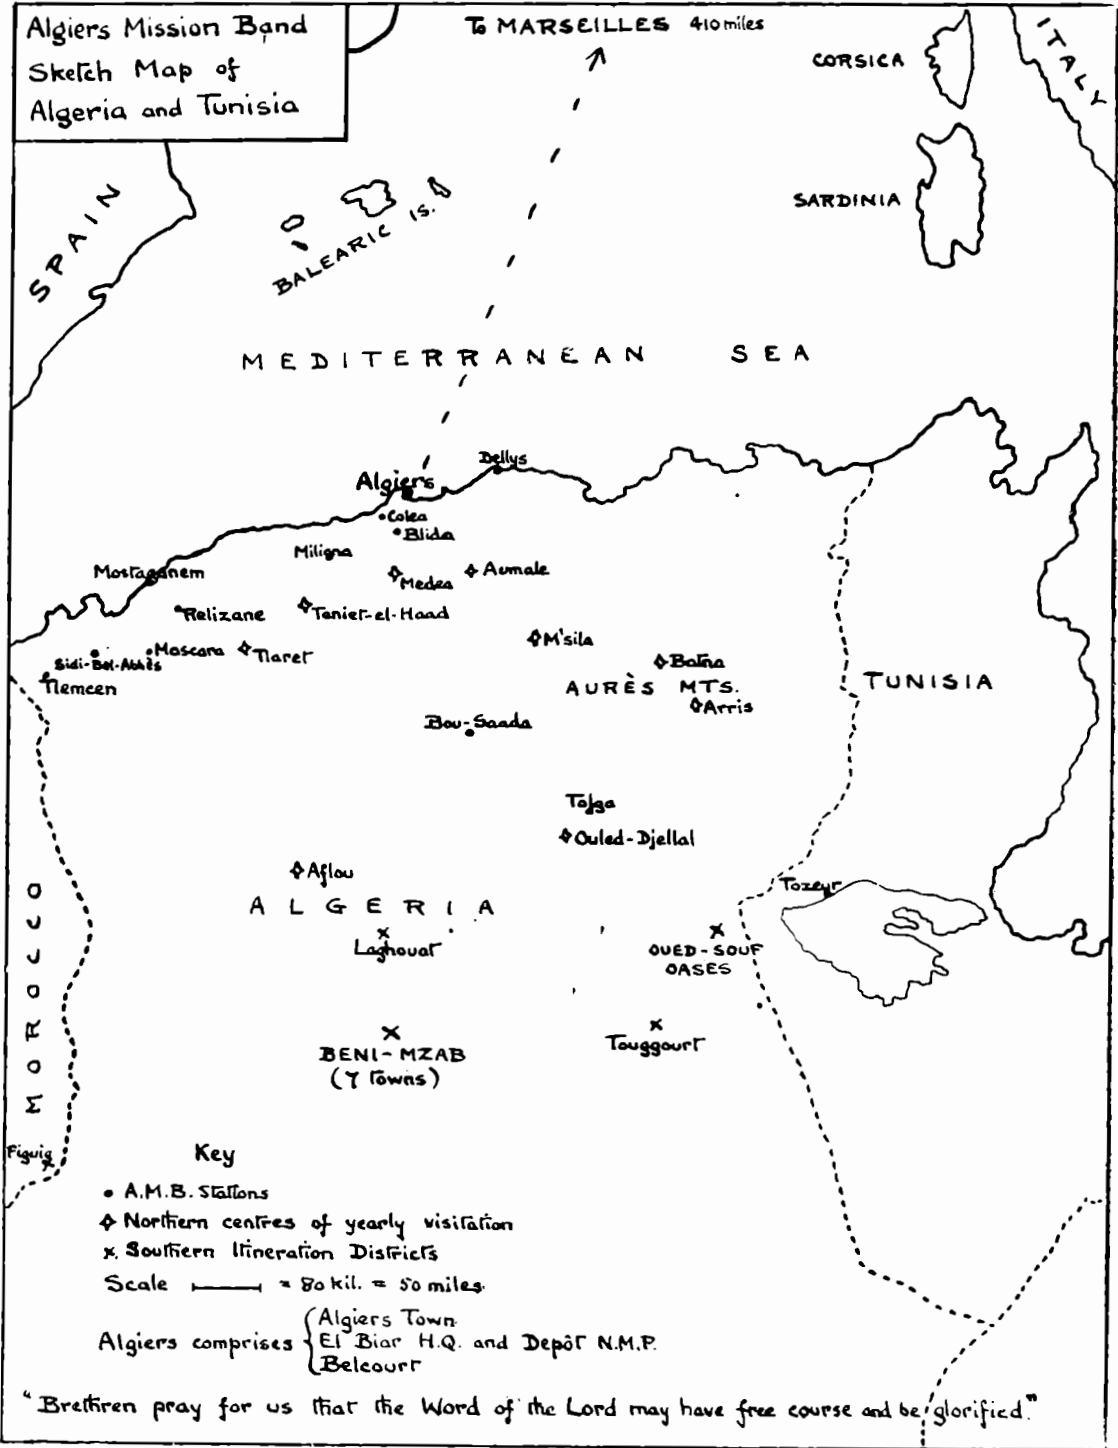 Algiers Mission Band
Sketch Map of
Algeria and Tunisia
To MARSEILLES 410 miles
CORSICA
ITALY
SARDINIA
SPAIN
BALEARIC IS.
MEDITERRANEAN SEA
Dellys
Algiers
Colea
Blida
Miligna
Mostaganem
Medea
Aumale
Relizane
Teniet-el-Haad
M'sila
Mascara
Tiaret
Sidi-Bel-Abbès
Tlemcen
Batna
AURÈS MTS.
TUNISIA
Arris
Bou-Saada
Tolga
Ouled-Djellal
Aflou
Tozeur
ALGERIA
MOROCCO
Laghouat
OUED-SOUF
OASES
BENI-MZAB
(7 towns)
Touggourt
Figuig
Key
A.M.B. Stations
Northern centres of yearly visitation
x. Southern Itineration Districts
Scale = 80 kil. = 50 miles.
Algiers comprises
Algiers Town
El Biar H.Q. and Depôt N.M.P.
Belcourt
"Brethren pray for us that the Word of the Lord may have free course and be glorified."